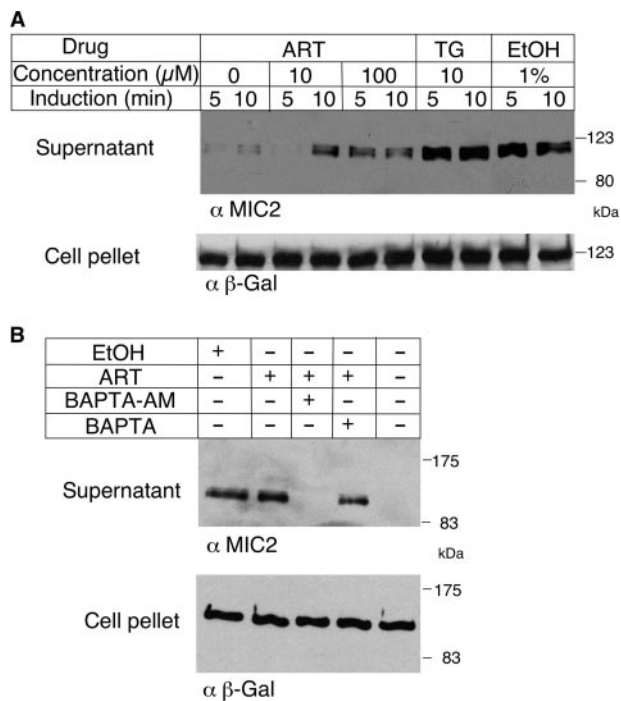 A
Drug ART TG EtOH
Concentration (µM) 0 10 100 10 1%
Induction (min) 5 10 5 10 5 10 5 10 5 10
Supernatant
123
80
α MIC2
kDa
Cell pellet
123
α β-Gal
B
EtOH + – – – –
ART – + + + –
BAPTA-AM – – + – –
BAPTA – – – + –
175
Supernatant
83
α MIC2
kDa
175
Cell pellet
83
α β-Gal